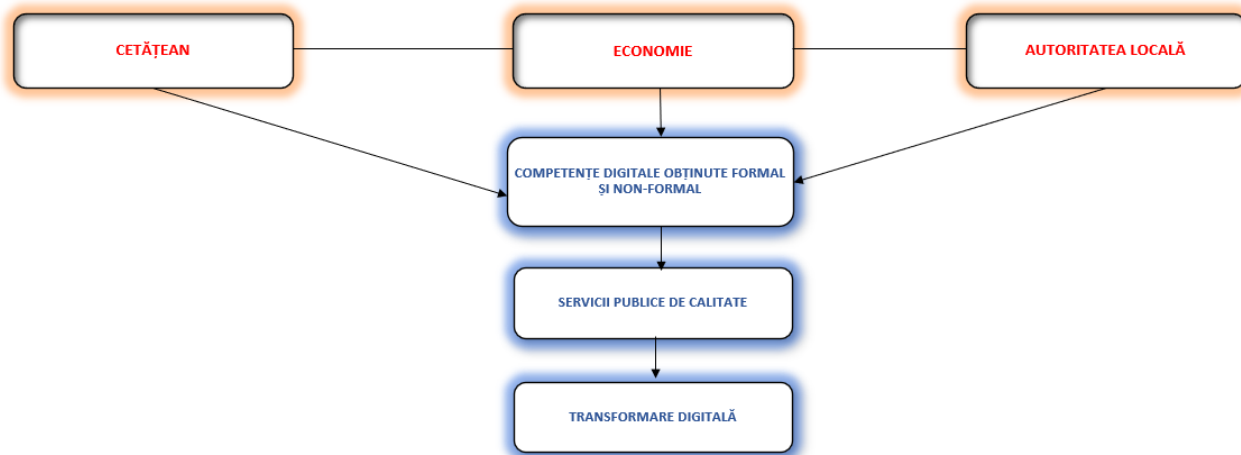 CETĂȚEAN
ECONOMIE
AUTORITATEA LOCALĂ
COMPETENȚE DIGITALE OBȚINUTE FORMAL
ȘI NON-FORMAL
SERVICII PUBLICE DE CALITATE
TRANSFORMARE DIGITALĂ